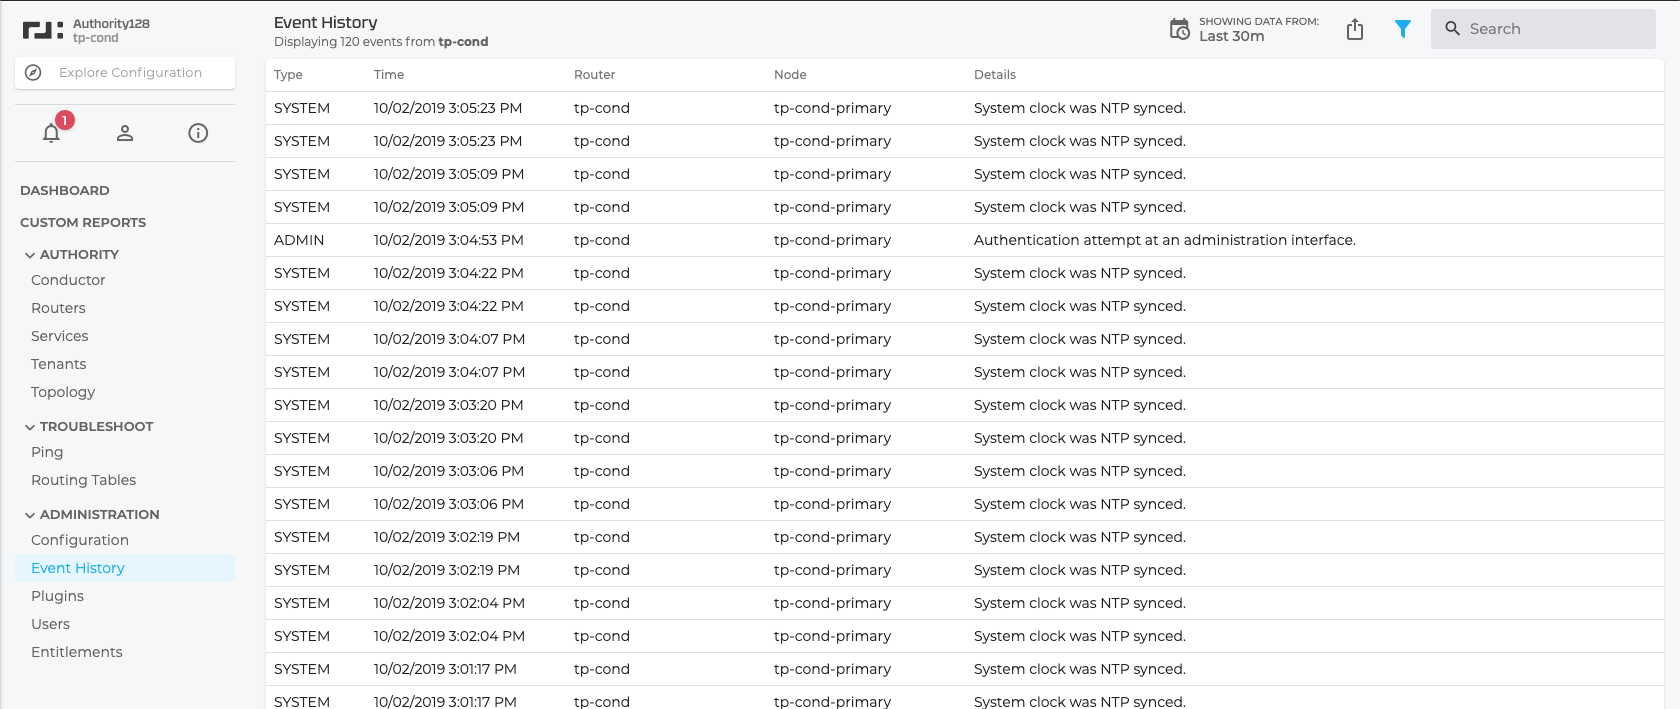 Authority128
tp-cond
Explore Configuration
1
DASHBOARD
CUSTOM REPORTS
AUTHORITY
Conductor
Routers
Services
Tenants
Topology
TROUBLESHOOT
Ping
Routing Tables
ADMINISTRATION
Configuration
Event History
Plugins
Users
Entitlements
Event History
Displaying 120 events from tp-cond
SHOWING DATA FROM:
Last 30m
Search
Type Time Router Node Details
SYSTEM 10/02/2019 3:05:23 PM tp-cond tp-cond-primary System clock was NTP synced.
SYSTEM 10/02/2019 3:05:23 PM tp-cond tp-cond-primary System clock was NTP synced.
SYSTEM 10/02/2019 3:05:09 PM tp-cond tp-cond-primary System clock was NTP synced.
SYSTEM 10/02/2019 3:05:09 PM tp-cond tp-cond-primary System clock was NTP synced.
ADMIN 10/02/2019 3:04:53 PM tp-cond tp-cond-primary Authentication attempt at an administration interface.
SYSTEM 10/02/2019 3:04:22 PM tp-cond tp-cond-primary System clock was NTP synced.
SYSTEM 10/02/2019 3:04:22 PM tp-cond tp-cond-primary System clock was NTP synced.
SYSTEM 10/02/2019 3:04:07 PM tp-cond tp-cond-primary System clock was NTP synced.
SYSTEM 10/02/2019 3:04:07 PM tp-cond tp-cond-primary System clock was NTP synced.
SYSTEM 10/02/2019 3:03:20 PM tp-cond tp-cond-primary System clock was NTP synced.
SYSTEM 10/02/2019 3:03:20 PM tp-cond tp-cond-primary System clock was NTP synced.
SYSTEM 10/02/2019 3:03:06 PM tp-cond tp-cond-primary System clock was NTP synced.
SYSTEM 10/02/2019 3:03:06 PM tp-cond tp-cond-primary System clock was NTP synced.
SYSTEM 10/02/2019 3:02:19 PM tp-cond tp-cond-primary System clock was NTP synced.
SYSTEM 10/02/2019 3:02:19 PM tp-cond tp-cond-primary System clock was NTP synced.
SYSTEM 10/02/2019 3:02:04 PM tp-cond tp-cond-primary System clock was NTP synced.
SYSTEM 10/02/2019 3:02:04 PM tp-cond tp-cond-primary System clock was NTP synced.
SYSTEM 10/02/2019 3:01:17 PM tp-cond tp-cond-primary System clock was NTP synced.
SYSTEM 10/02/2019 3:01:17 PM tp-cond tp-cond-primary System clock was NTP synced.